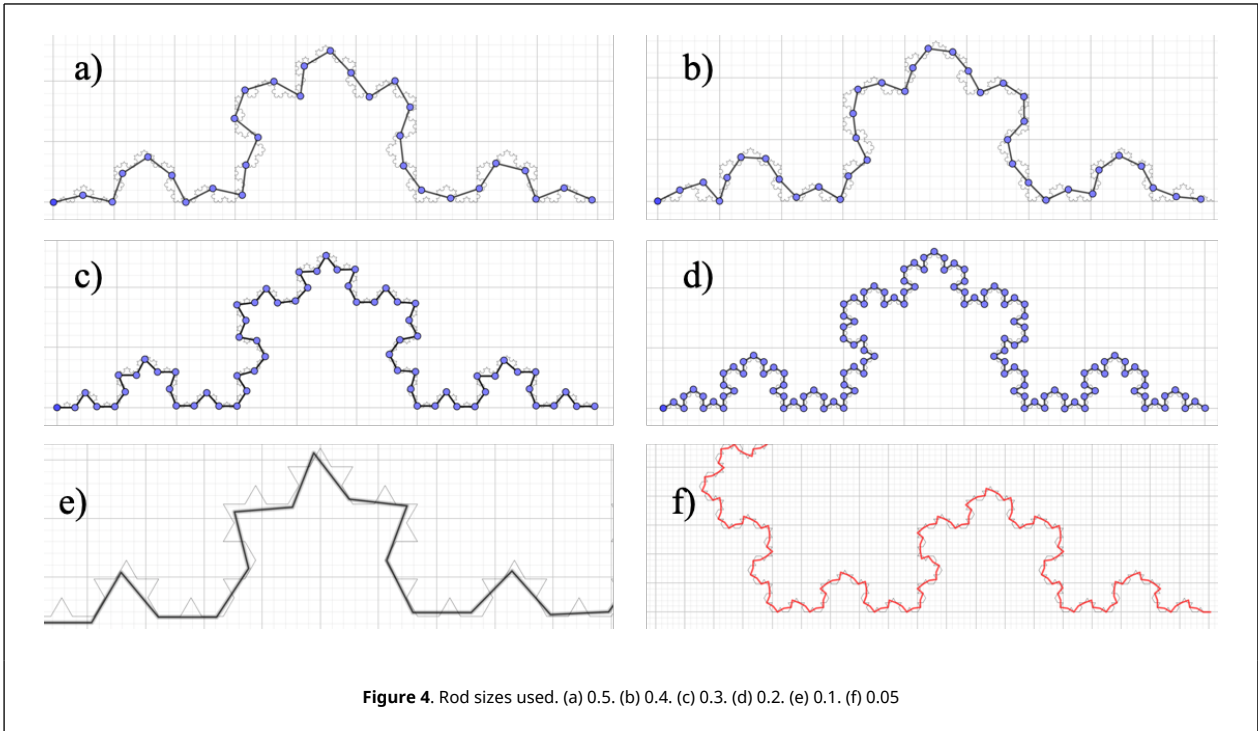 a)
b)
c)
d)
e)
f)
Figure 4. Rod sizes used. (a) 0.5. (b) 0.4. (c) 0.3. (d) 0.2. (e) 0.1. (f) 0.05